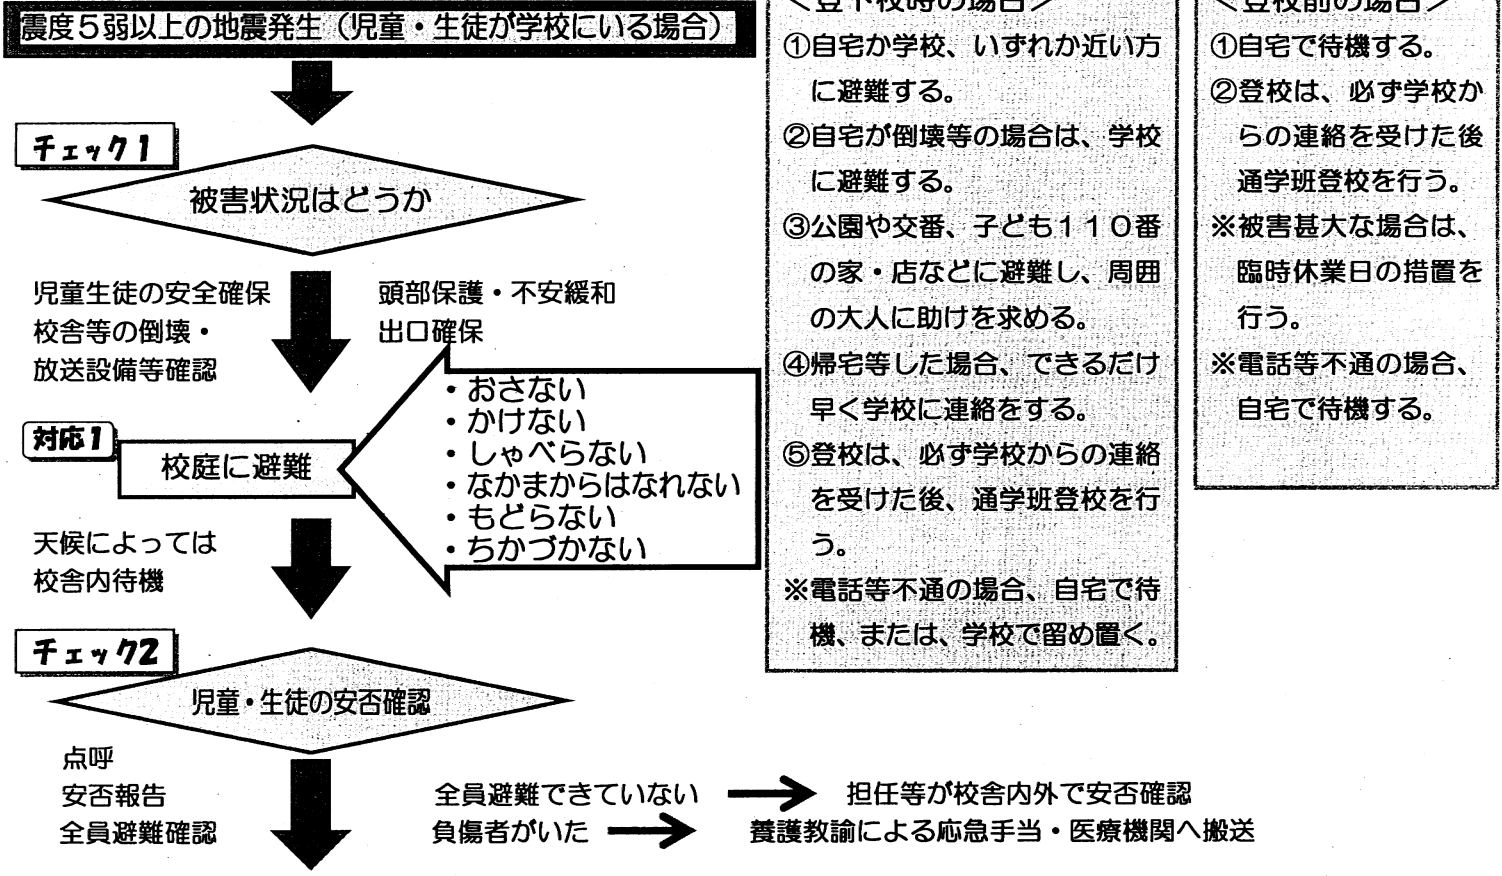 震度５弱以上の地震発生（児童・生徒が学校にいる場合）
チェック1
被害状況はどうか
児童生徒の安全確保
校舎等の倒壊・
放送設備等確認
頭部保護・不安緩和
出口確保
・おさない
・かけない
・しゃべらない
・なかまからはなれない
・もどらない
・ちかづかない
対応1
校庭に避難
天候によっては
校舎内待機
チェック2
児童・生徒の安否確認
点呼
安否報告
全員避難確認
全員避難できていない
担任等が校舎内外で安否確認
負傷者がいた
養護教諭による応急手当・医療機関へ搬送
＜登下校時の場合＞
①自宅か学校、いずれか近い方
に避難する。
②自宅が倒壊等の場合は、学校
に避難する。
③公園や交番、子ども１１０番
の家・店などに避難し、周囲
の大人に助けを求める。
④帰宅等した場合、できるだけ
早く学校に連絡をする。
⑤登校は、必ず学校からの連絡
を受けた後、通学班登校を行
う。
※電話等不通の場合、自宅で待
機、または、学校で留め置く。
＜登校前の場合＞
①自宅で待機する。
②登校は、必ず学校か
らの連絡を受けた後
通学班登校を行う。
※被害甚大な場合は、
臨時休業日の措置を
行う。
※電話等不通の場合、
自宅で待機する。